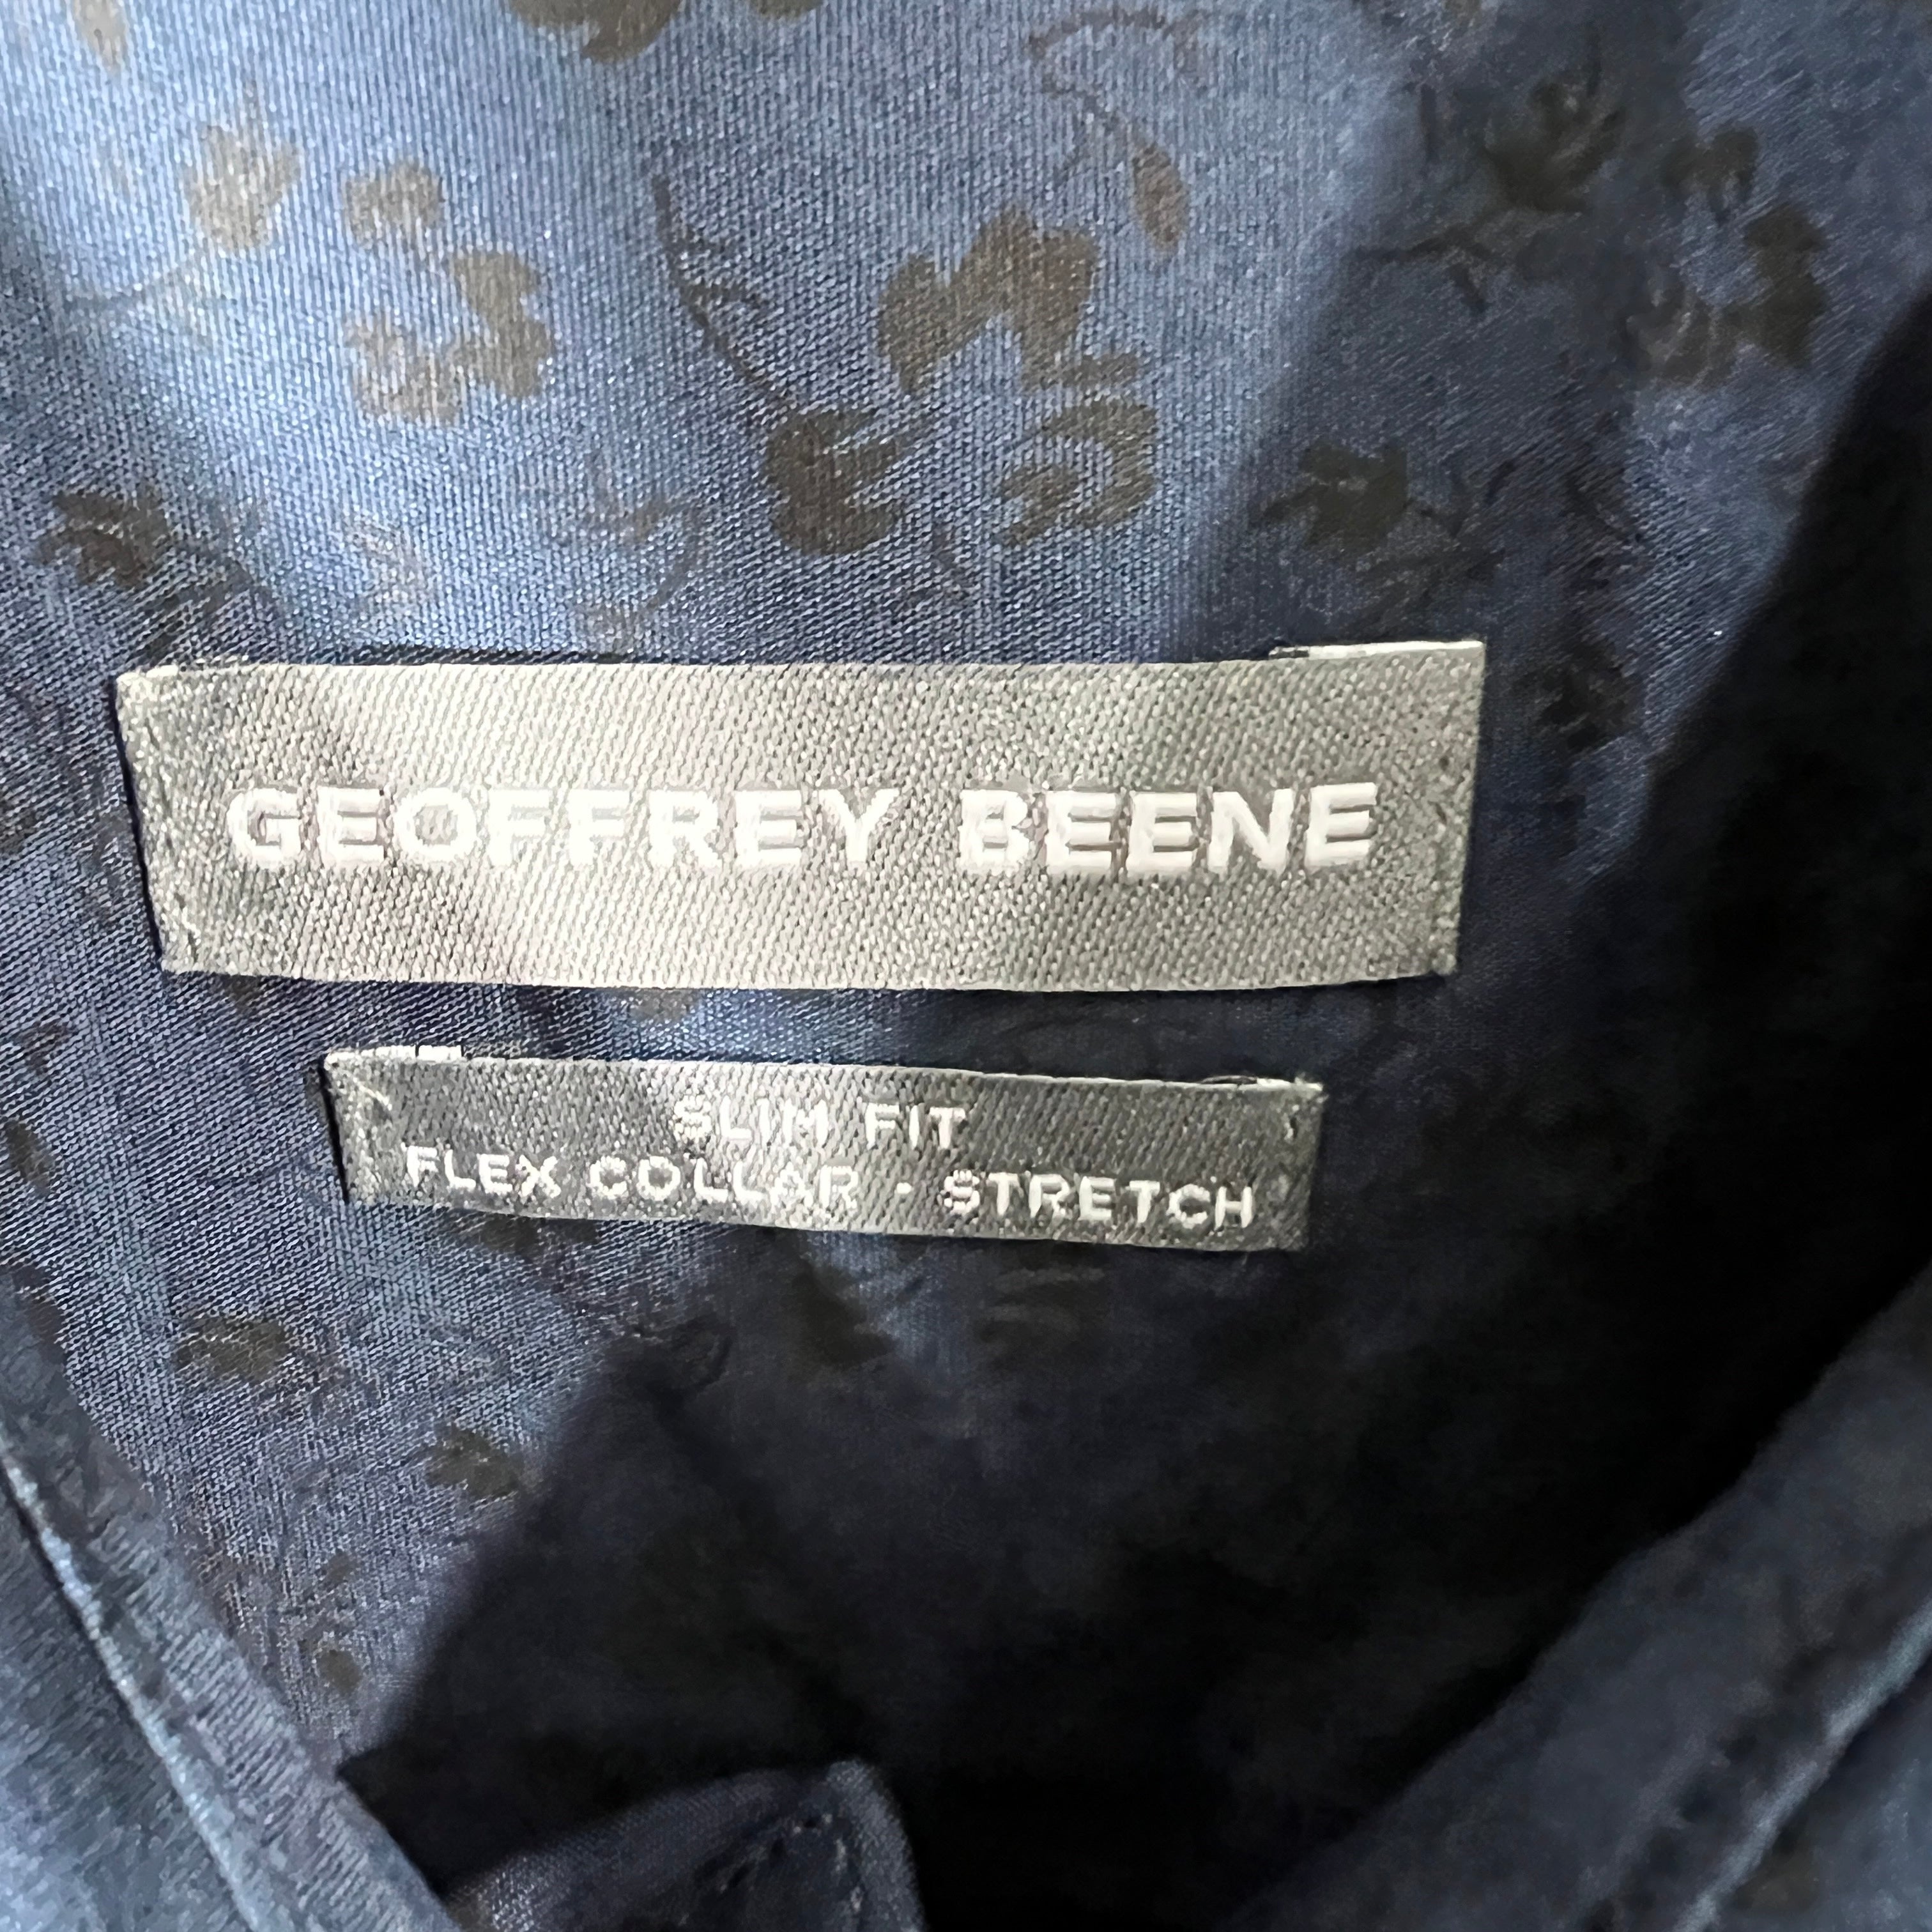 GEOFFREY BEENE
SLIM FIT
FLEX COLLAR · STRETCH